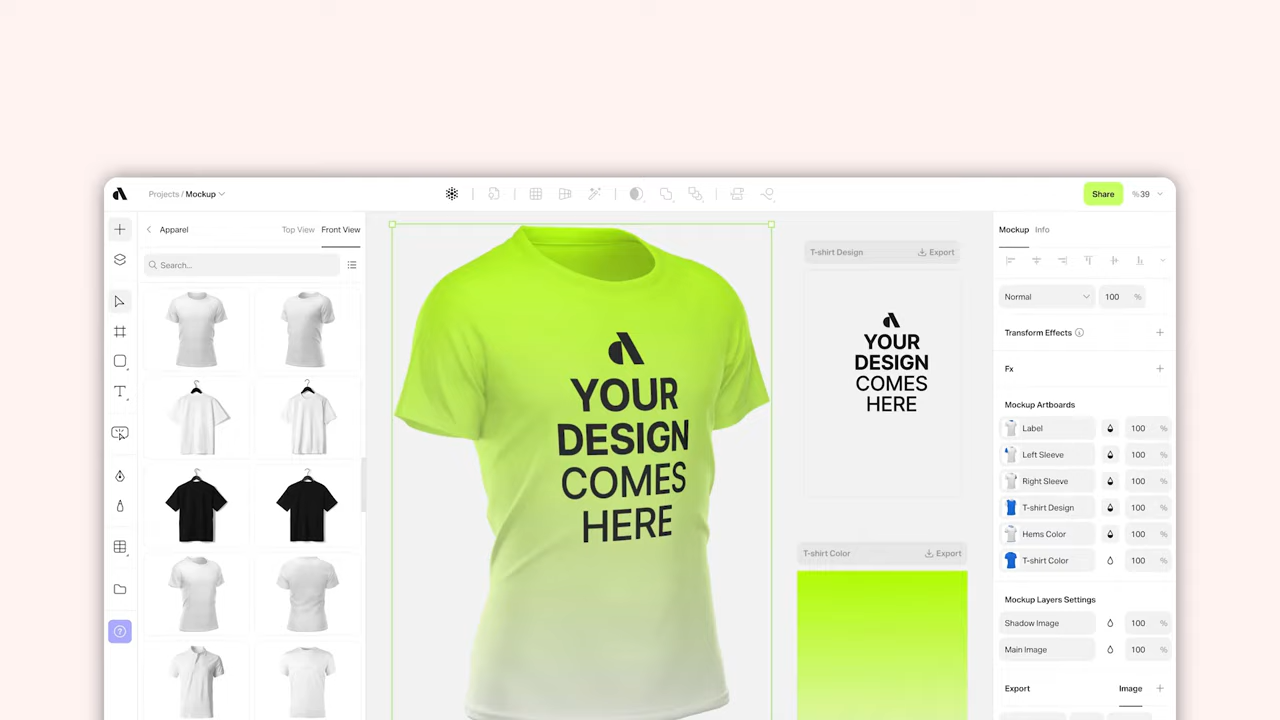 Projects / Mockup
Share
%39
Apparel
Top View
Front View
Search...
YOUR
DESIGN
COMES
HERE
T-shirt Design
Export
YOUR
DESIGN
COMES
HERE
T-shirt Color
Export
Mockup
Info
Normal
100 %
Transform Effects
Fx
Mockup Artboards
Label 100 %
Left Sleeve 100 %
Right Sleeve 100 %
T-shirt Design 100 %
Hems Color 100 %
T-shirt Color 100 %
Mockup Layers Settings
Shadow Image 100 %
Main Image 100 %
Export
Image